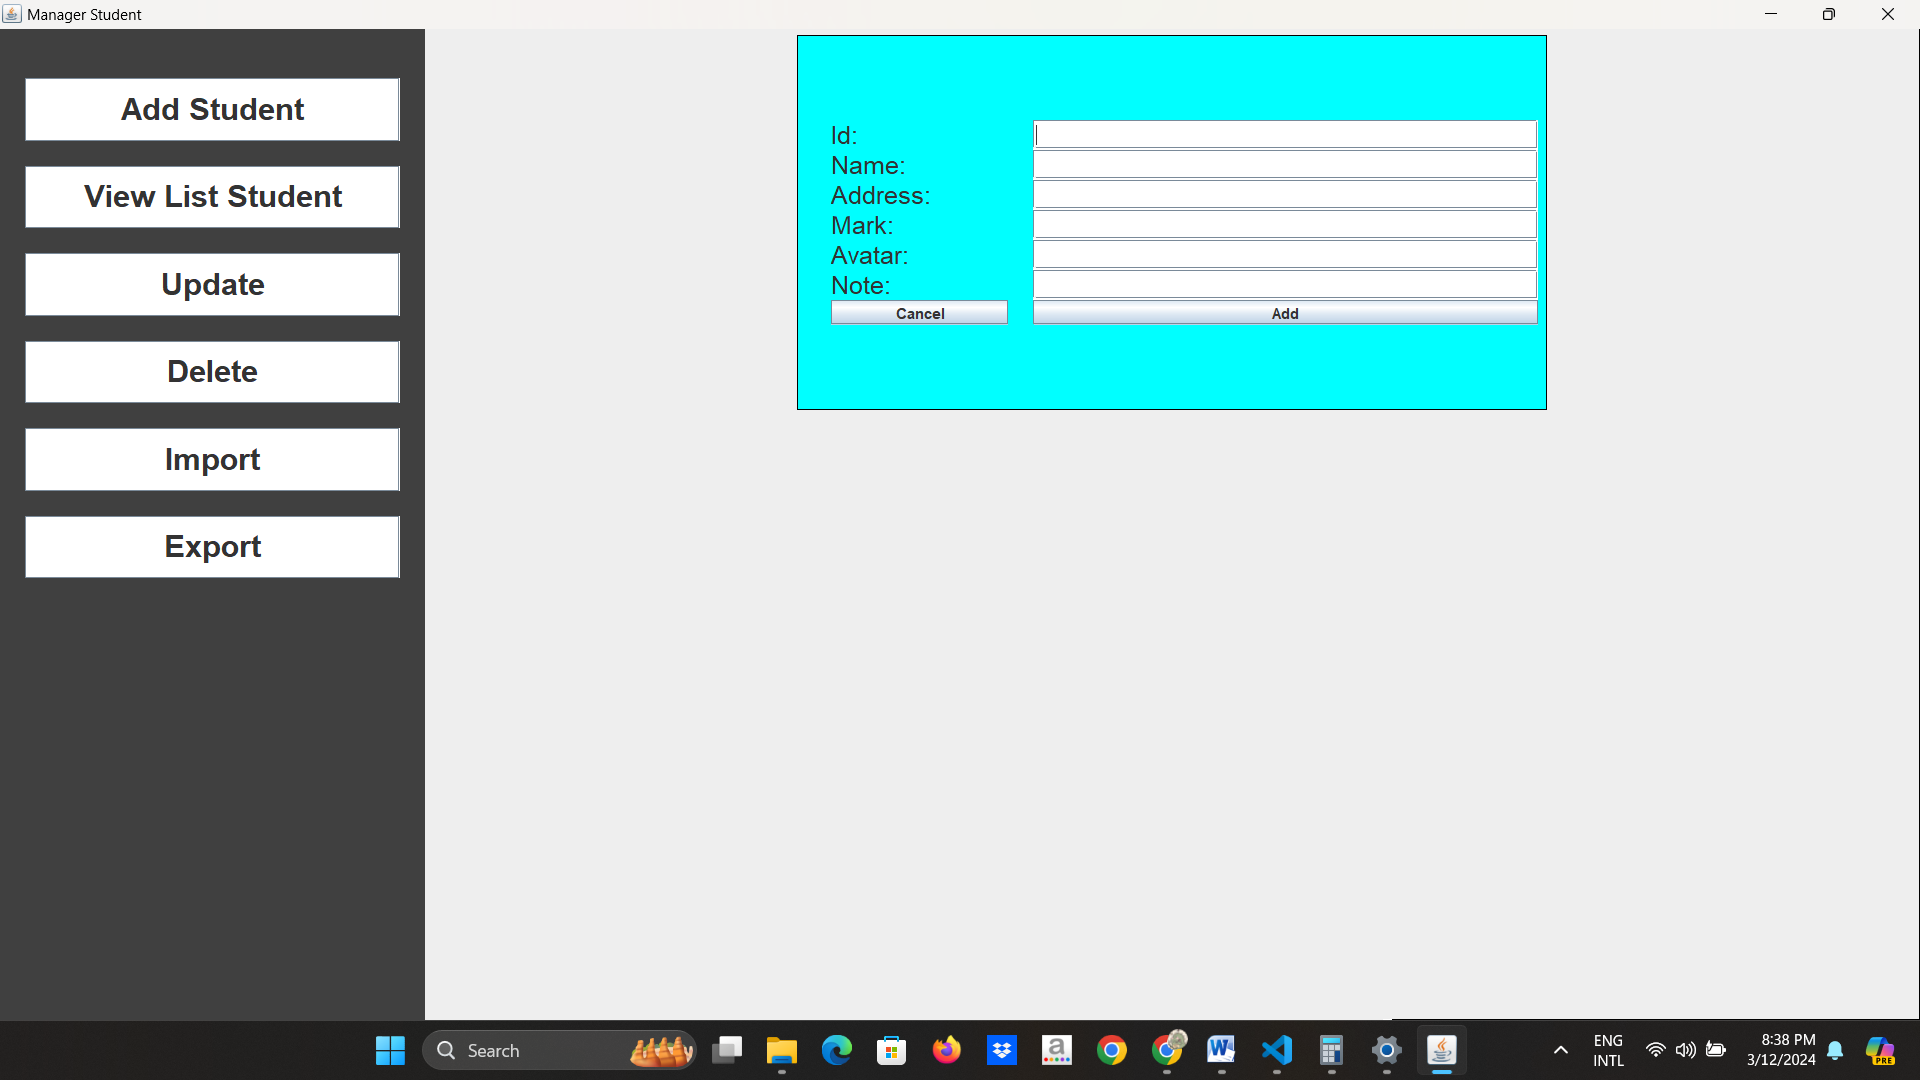 Manager Student
Add Student
View List Student
Update
Delete
Import
Export
Id:
Name:
Address:
Mark:
Avatar:
Note:
Cancel
Add
Search
a
W
ENG
INTL
8:38 PM
3/12/2024
PRE